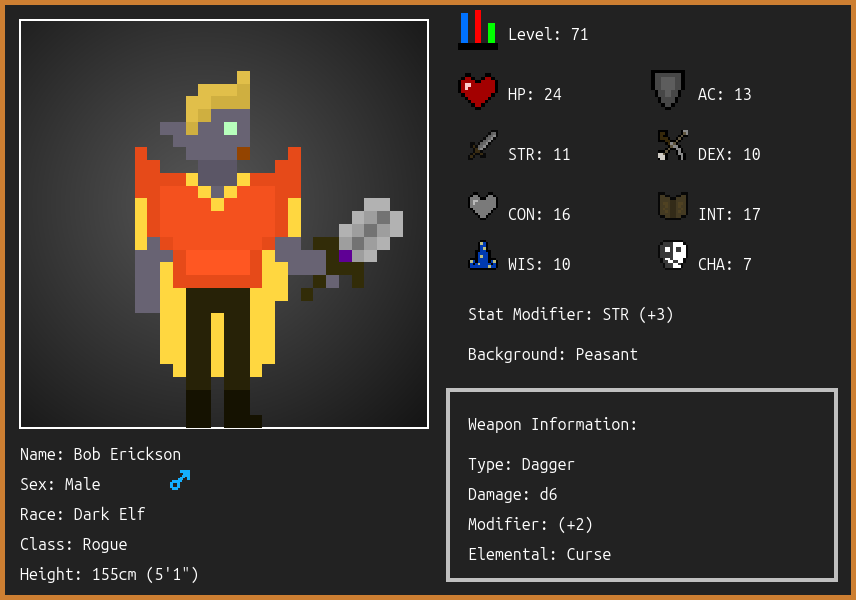 Level: 71
HP: 24
AC: 13
STR: 11
DEX: 10
CON: 16
INT: 17
WIS: 10
CHA: 7
Stat Modifier: STR (+3)
Background: Peasant
Weapon Information:
Type: Dagger
Damage: d6
Modifier: (+2)
Elemental: Curse
Name: Bob Erickson
Sex: Male
Race: Dark Elf
Class: Rogue
Height: 155cm (5'1")